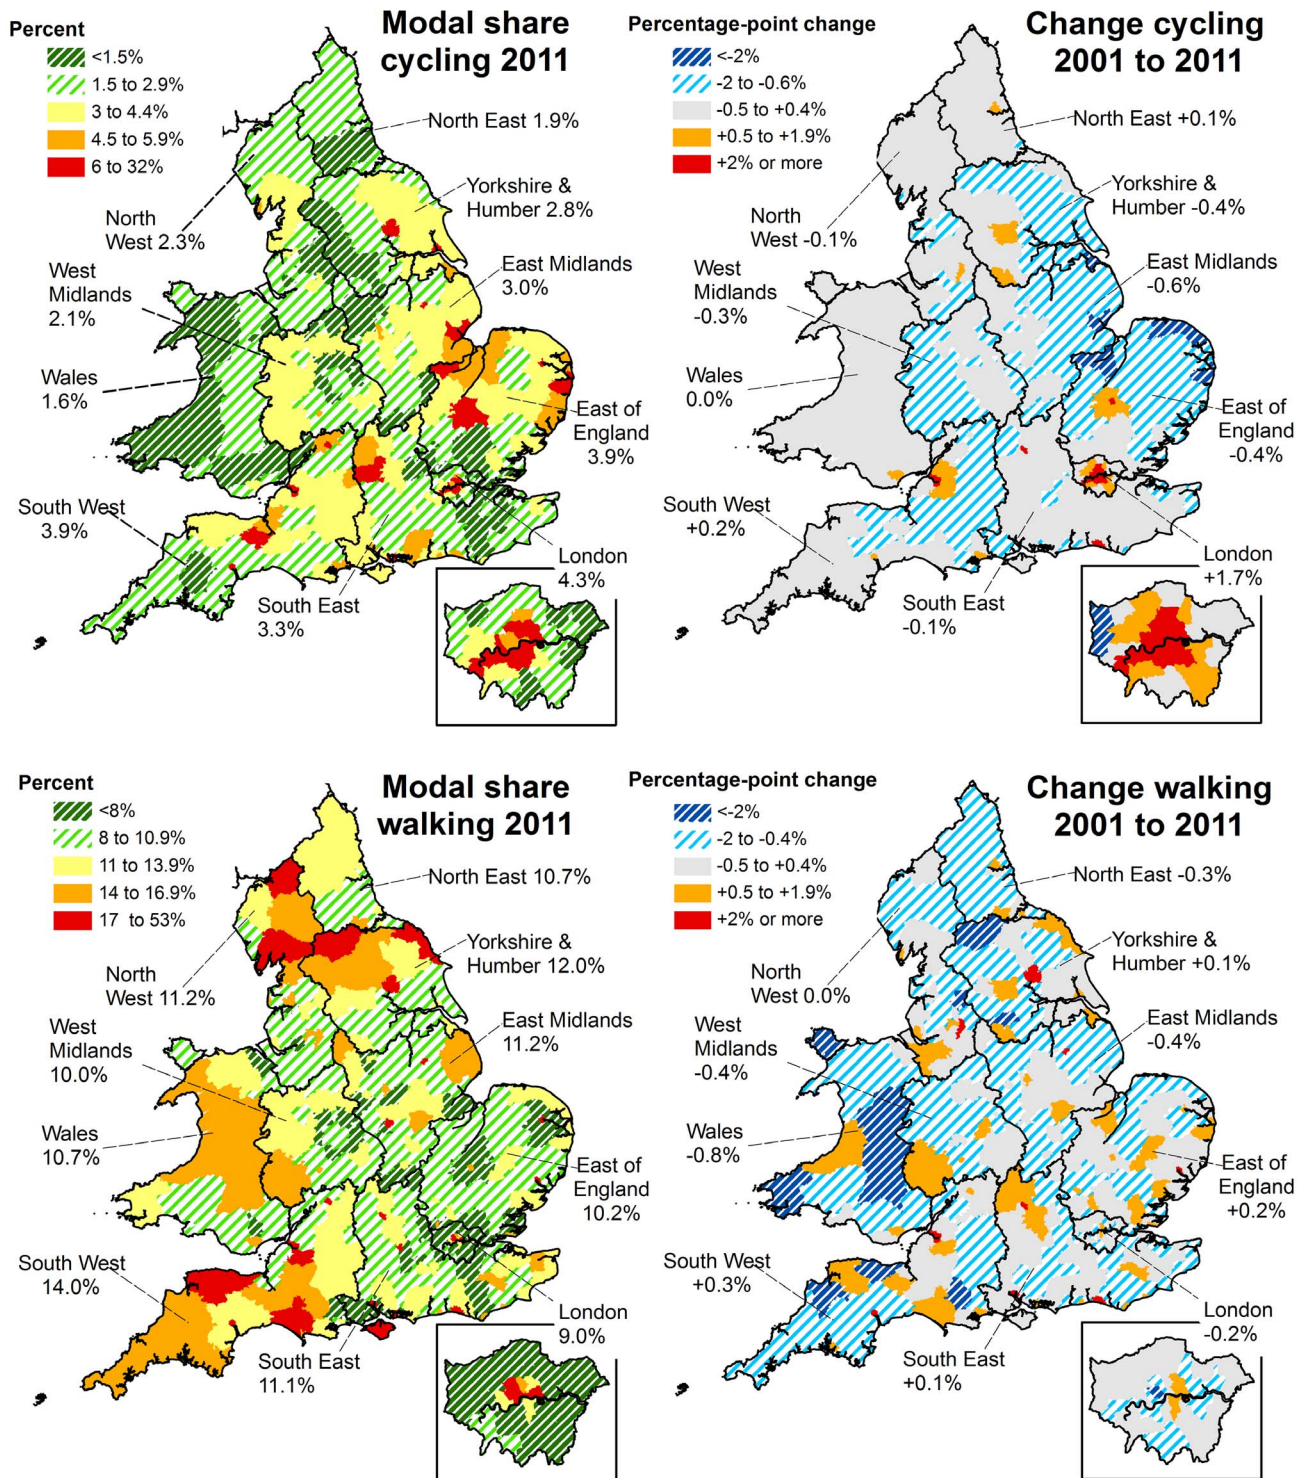 Percent
<1.5%
1.5 to 2.9%
3 to 4.4%
4.5 to 5.9%
6 to 32%
Modal share
cycling 2011
North East 1.9%
Yorkshire &
Humber 2.8%
North
West 2.3%
West
Midlands
2.1%
East Midlands
3.0%
Wales
1.6%
East of
England
3.9%
South West
3.9%
London
4.3%
South East
3.3%
Percentage-point change
<-2%
-2 to -0.6%
-0.5 to +0.4%
+0.5 to +1.9%
+2% or more
Change cycling
2001 to 2011
North East +0.1%
Yorkshire &
Humber -0.4%
North
West -0.1%
West
Midlands
-0.3%
East Midlands
-0.6%
Wales
0.0%
East of
England
-0.4%
South West
+0.2%
London
+1.7%
South East
-0.1%
Percent
<8%
8 to 10.9%
11 to 13.9%
14 to 16.9%
17 to 53%
Modal share
walking 2011
North East 10.7%
Yorkshire &
Humber 12.0%
North
West 11.2%
West
Midlands
10.0%
East Midlands
11.2%
Wales
10.7%
East of
England
10.2%
South West
14.0%
London
9.0%
South East
11.1%
Percentage-point change
<-2%
-2 to -0.4%
-0.5 to +0.4%
+0.5 to +1.9%
+2% or more
Change walking
2001 to 2011
North East -0.3%
Yorkshire &
Humber +0.1%
North
West 0.0%
West
Midlands
-0.4%
East Midlands
-0.4%
Wales
-0.8%
East of
England
+0.2%
South West
+0.3%
London
-0.2%
South East
+0.1%